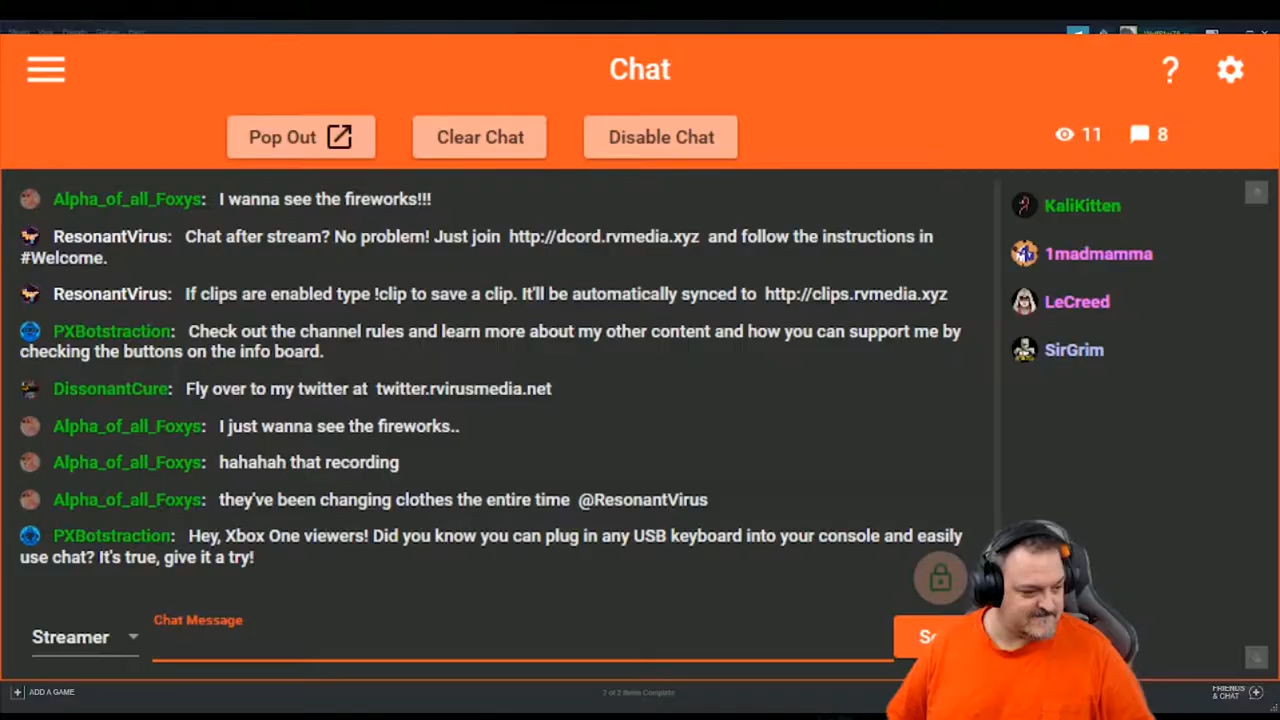 Chat
?
Pop Out
Clear Chat
Disable Chat
11
8
Alpha_of_all_Foxys: I wanna see the fireworks!!!
ResonantVirus: Chat after stream? No problem! Just join http://dcord.rvmedia.xyz and follow the instructions in
#Welcome.
ResonantVirus: If clips are enabled type !clip to save a clip. It'll be automatically synced to http://clips.rvmedia.xyz
PXBotstraction: Check out the channel rules and learn more about my other content and how you can support me by
checking the buttons on the info board.
DissonantCure: Fly over to my twitter at twitter.rvirusmedia.net
Alpha_of_all_Foxys: I just wanna see the fireworks..
Alpha_of_all_Foxys: hahahah that recording
Alpha_of_all_Foxys: they've been changing clothes the entire time @ResonantVirus
PXBotstraction: Hey, Xbox One viewers! Did you know you can plug in any USB keyboard into your console and easily
use chat? It's true, give it a try!
KaliKitten
1madmamma
LeCreed
SirGrim
Chat Message
Streamer
ADD A GAME
2 of 2 Items Complete
FRIENDS
& CHAT